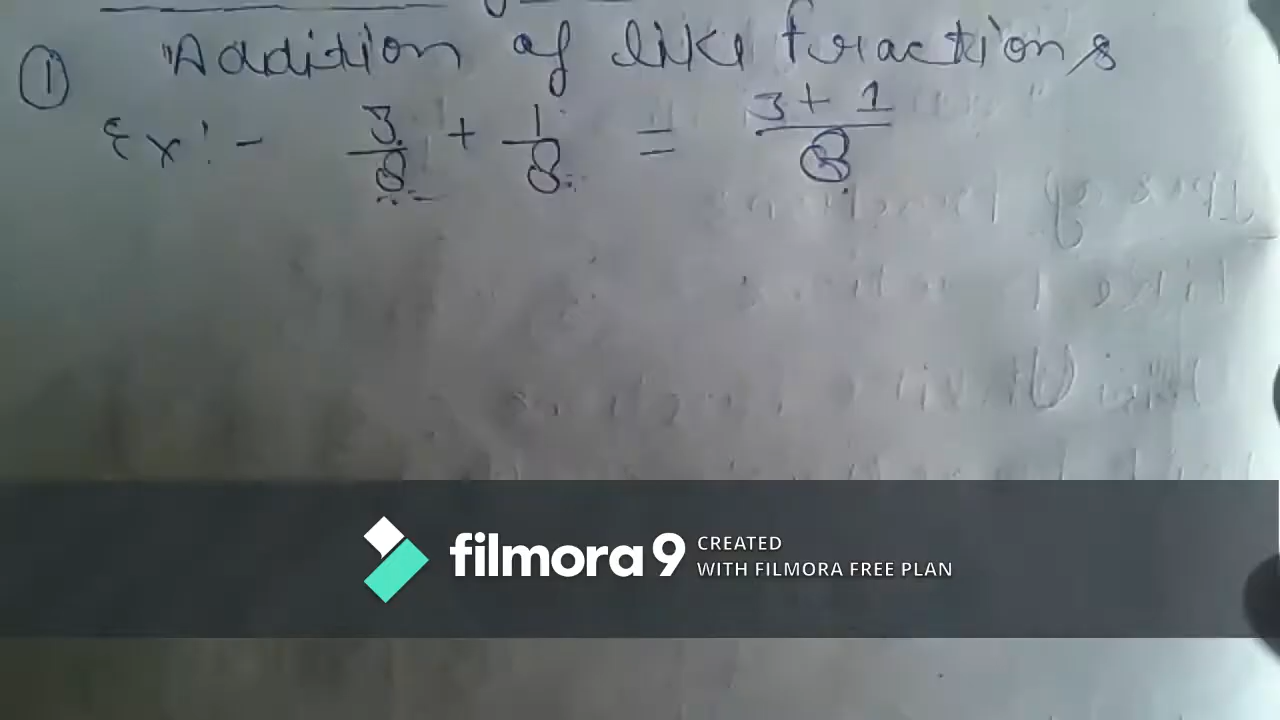 ① Addition of like fractions
Ex:- 3/8 + 1/8 = 3+1/8
filmora9 CREATED WITH FILMORA FREE PLAN